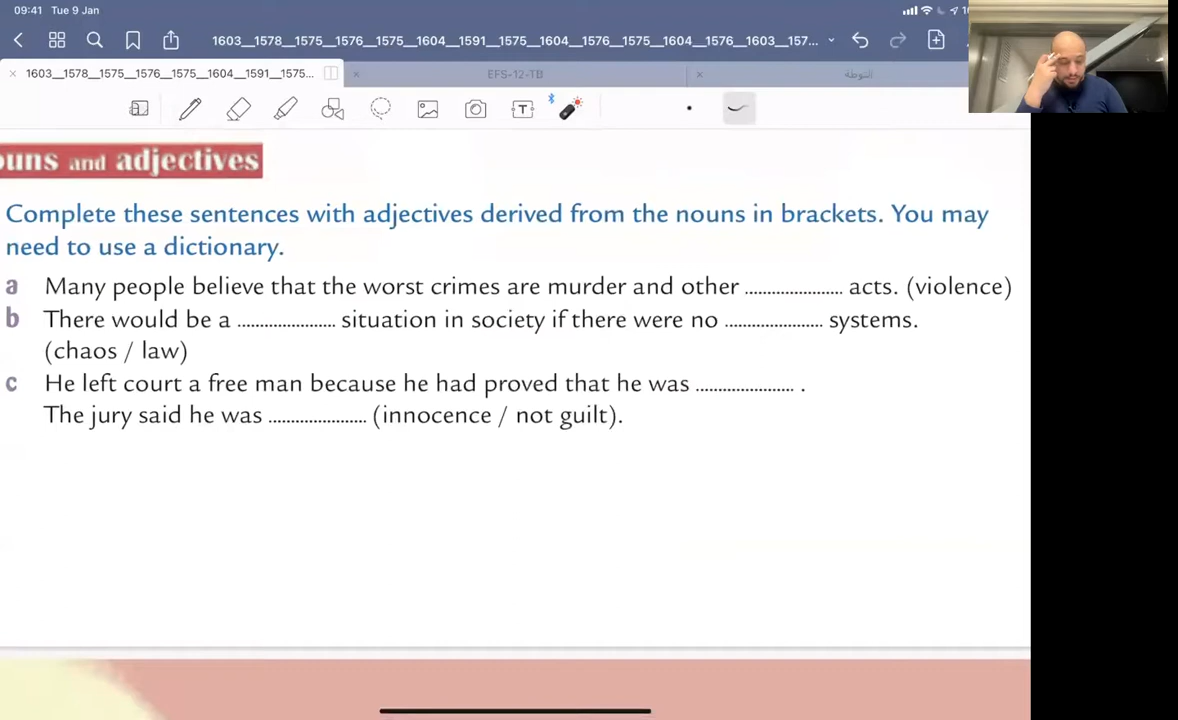 09:41 Tue 9 Jan
1603__1578__1575__1576__1575__1604__1591__1575__1604__1576__1575__1604__1576__1603__157...
1603__1578__1575__1576__1575__1604__1591__1575...
EFS-12-TB
النوطة
ouns and adjectives
Complete these sentences with adjectives derived from the nouns in brackets. You may
need to use a dictionary.
a Many people believe that the worst crimes are murder and other .................... acts. (violence)
b There would be a .................... situation in society if there were no .................... systems.
(chaos / law)
c He left court a free man because he had proved that he was .................... .
The jury said he was .................... (innocence / not guilt).